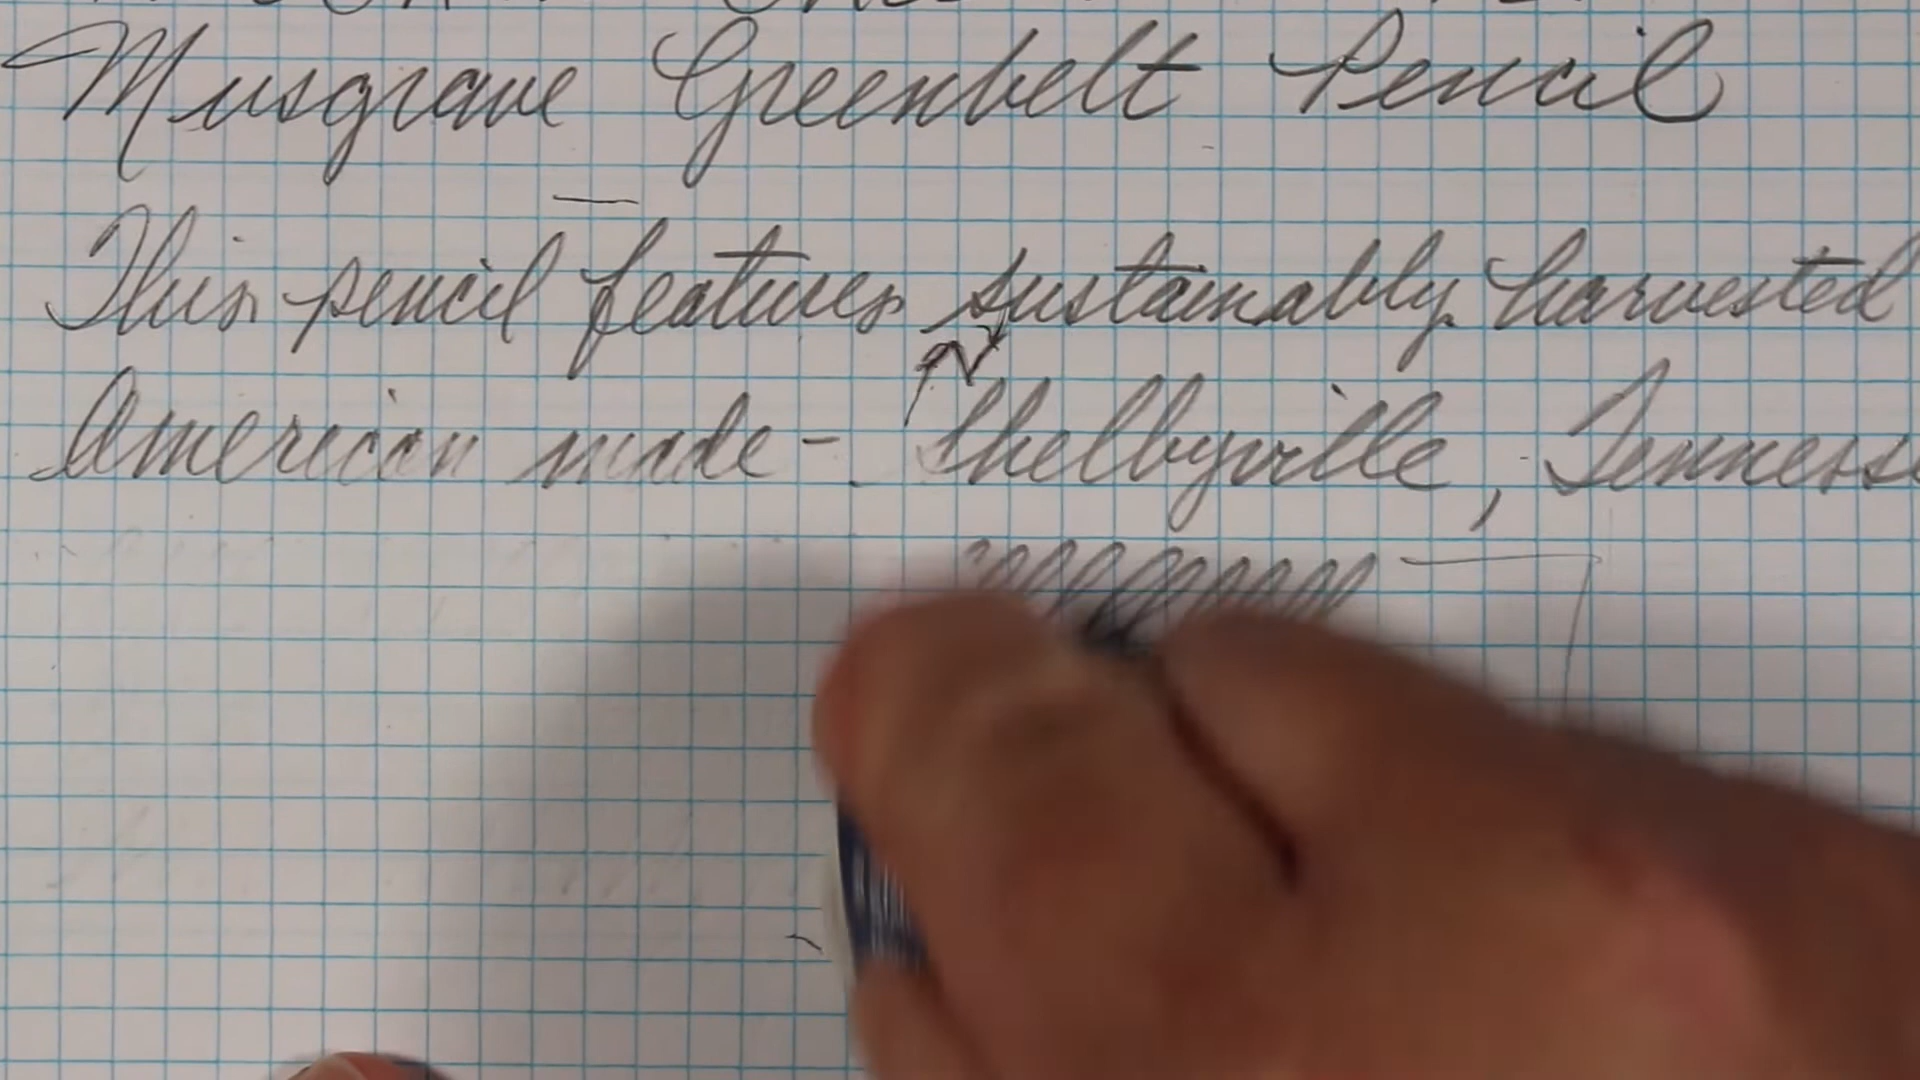 Musgrave Greenbelt Pencil
This pencil features sustainably harvested
American made - Shelbyville, Tennesse